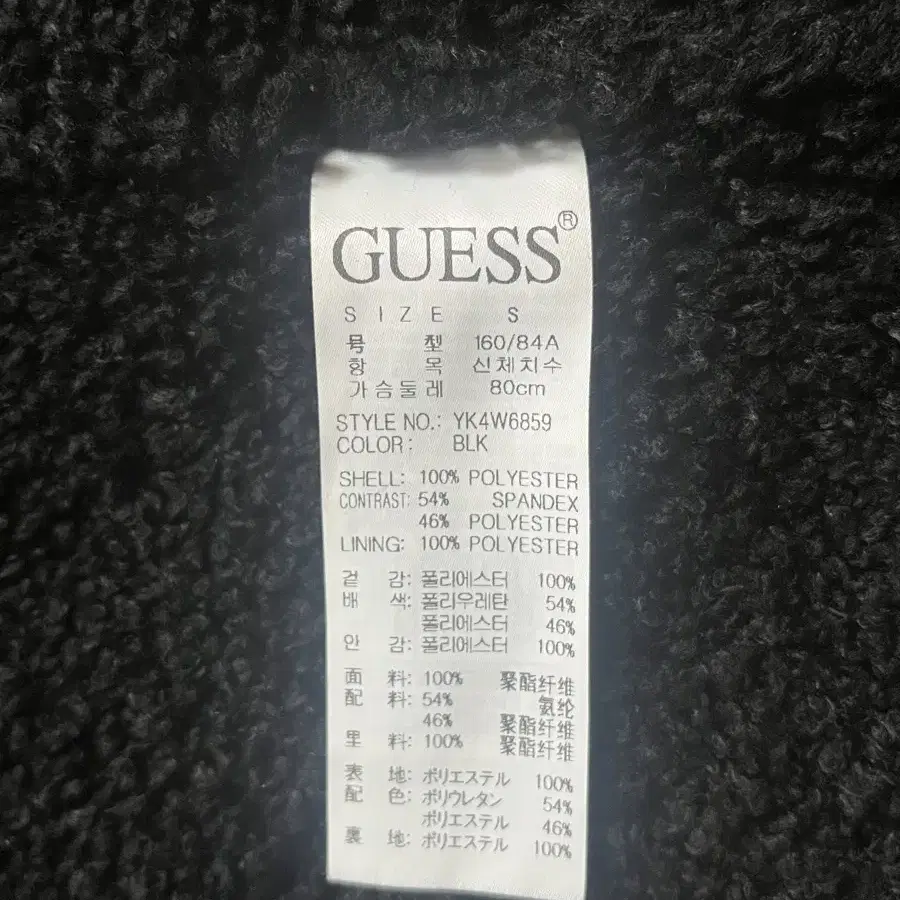 GUESS®
SIZE S
号型 160/84A
항목 신체치수
가슴둘레 80cm
STYLE NO.: YK4W6859
COLOR: BLK
SHELL: 100% POLYESTER
CONTRAST: 54% SPANDEX
46% POLYESTER
LINING: 100% POLYESTER
겉감: 폴리에스터 100%
배색: 폴리우레탄 54%
폴리에스터 46%
안감: 폴리에스터 100%
面料: 100% 聚酯纤维
配料: 54% 氨纶
46% 聚酯纤维
里料: 100% 聚酯纤维
表地: ポリエステル 100%
配色: ポリウレタン 54%
ポリエステル 46%
裏地: ポリエステル 100%